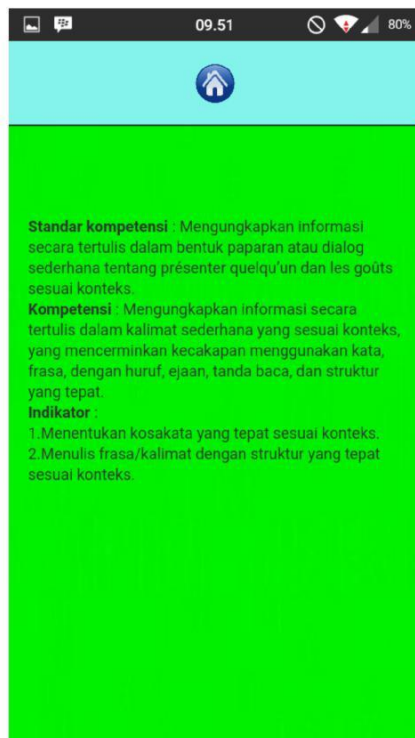 09.51
80%
Standar kompetensi : Mengungkapkan informasi
secara tertulis dalam bentuk paparan atau dialog
sederhana tentang présenter quelqu'un dan les goûts
sesuai konteks.
Kompetensi : Mengungkapkan informasi secara
tertulis dalam kalimat sederhana yang sesuai konteks,
yang mencerminkan kecakapan menggunakan kata,
frasa, dengan huruf, ejaan, tanda baca, dan struktur
yang tepat.
Indikator :
1.Menentukan kosakata yang tepat sesuai konteks.
2.Menulis frasa/kalimat dengan struktur yang tepat
sesuai konteks.